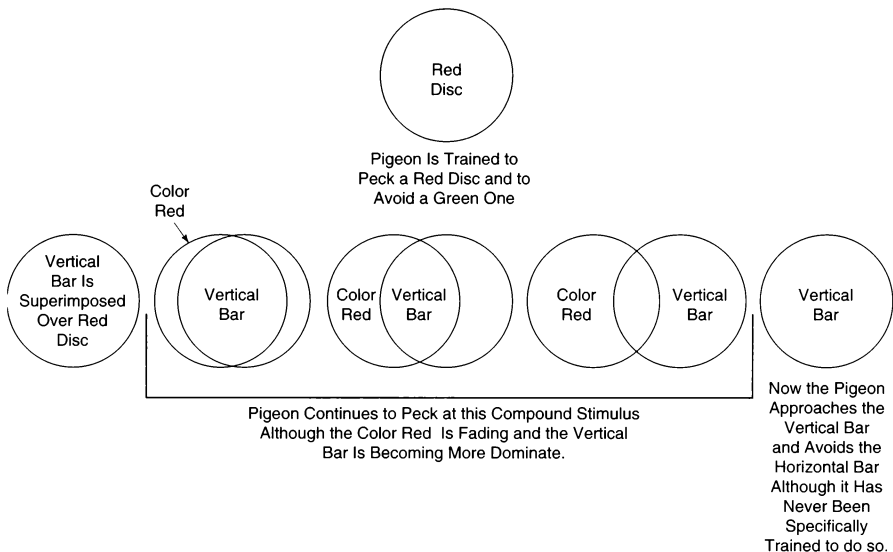 Red
Disc
Pigeon Is Trained to
Peck a Red Disc and to
Avoid a Green One
Color
Red
Vertical
Bar Is
Superimposed
Over Red
Disc
Vertical
Bar
Color
Red
Vertical
Bar
Color
Red
Vertical
Bar
Vertical
Bar
Pigeon Continues to Peck at this Compound Stimulus
Although the Color Red Is Fading and the Vertical
Bar Is Becoming More Dominate.
Now the Pigeon
Approaches the
Vertical Bar
and Avoids the
Horizontal Bar
Although it Has
Never Been
Specifically
Trained to do so.